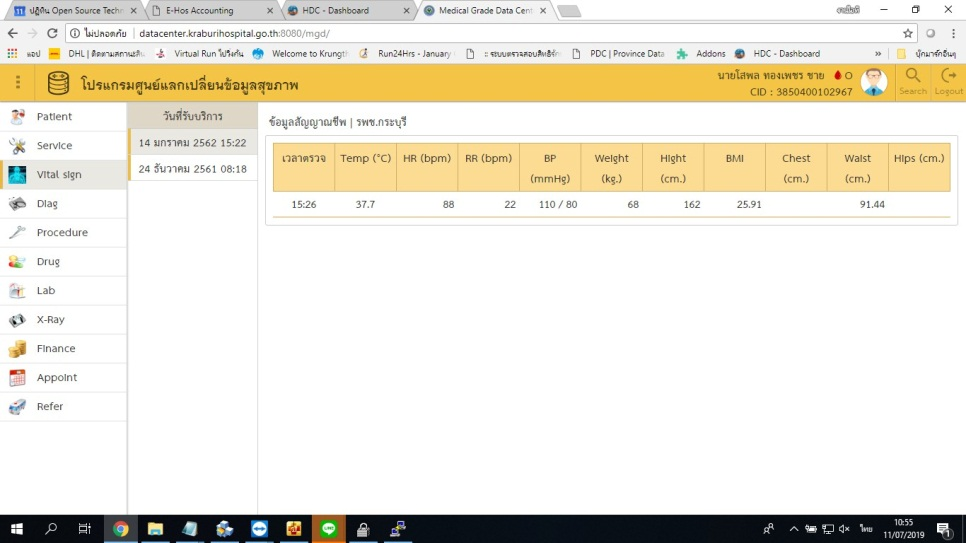 ปฏิทิน Open Source Techn
E-Hos Accounting
HDC - Dashboard
Medical Grade Data Cent
ไม่ปลอดภัย
datacenter.kraburihospital.go.th:8080/mgd/
แอป
DHL | ติดตามสถานะสิน
Virtual Run ไปวิ่งกัน
Welcome to Krungth
Run24Hrs - January
:: ระบบตรวจสอบสิทธิรัก
PDC | Province Data
Addons
HDC - Dashboard
»
บุ๊กมาร์กอื่นๆ
โปรแกรมศูนย์แลกเปลี่ยนข้อมูลสุขภาพ
นายโสพล ทองเพชร ชาย O
CID : 3850400102967
Search
Logout
Patient
Service
Vital sign
Diag
Procedure
Drug
Lab
X-Ray
Finance
Appoint
Refer
วันที่รับบริการ
14 มกราคม 2562 15:22
24 ธันวาคม 2561 08:18
ข้อมูลสัญญาณชีพ | รพช.กระบุรี
เวลาตรวจ Temp (°C) HR (bpm) RR (bpm) BP (mmHg) Weight (kg.) Hight (cm.) BMI Chest (cm.) Waist (cm.) Hips (cm.)
15:26 37.7 88 22 110 / 80 68 162 25.91 91.44
LINE
ไทย
10:55
11/07/2019
1